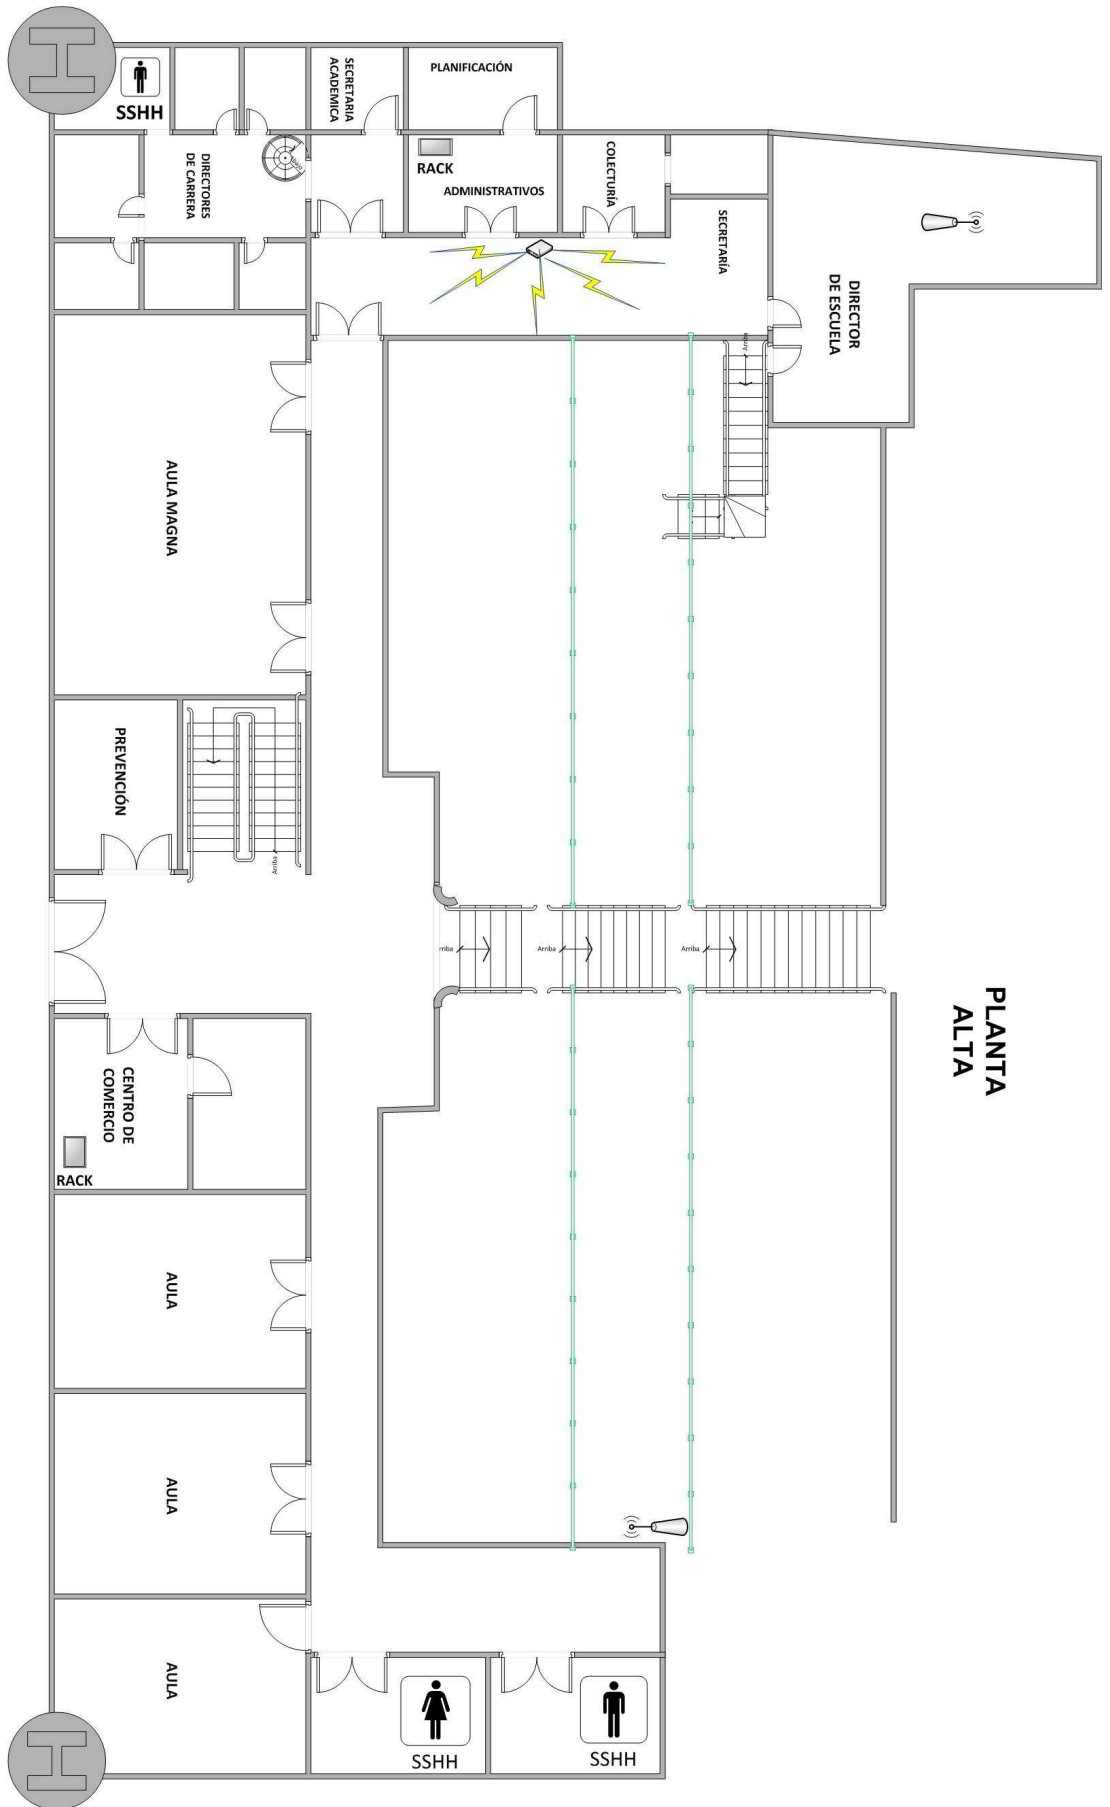 SSHH
SECRETARIA
ACADEMICA
PLANIFICACIÓN
DIRECTORES
DE CARRERA
Abajo
RACK
ADMINISTRATIVOS
COLECTURÍA
SECRETARÍA
DIRECTOR
DE ESCUELA
Arriba
AULA MAGNA
PREVENCIÓN
Arriba
Arriba
Arriba
Arriba
PLANTA
ALTA
CENTRO DE
COMERCIO
RACK
AULA
AULA
AULA
SSHH
SSHH